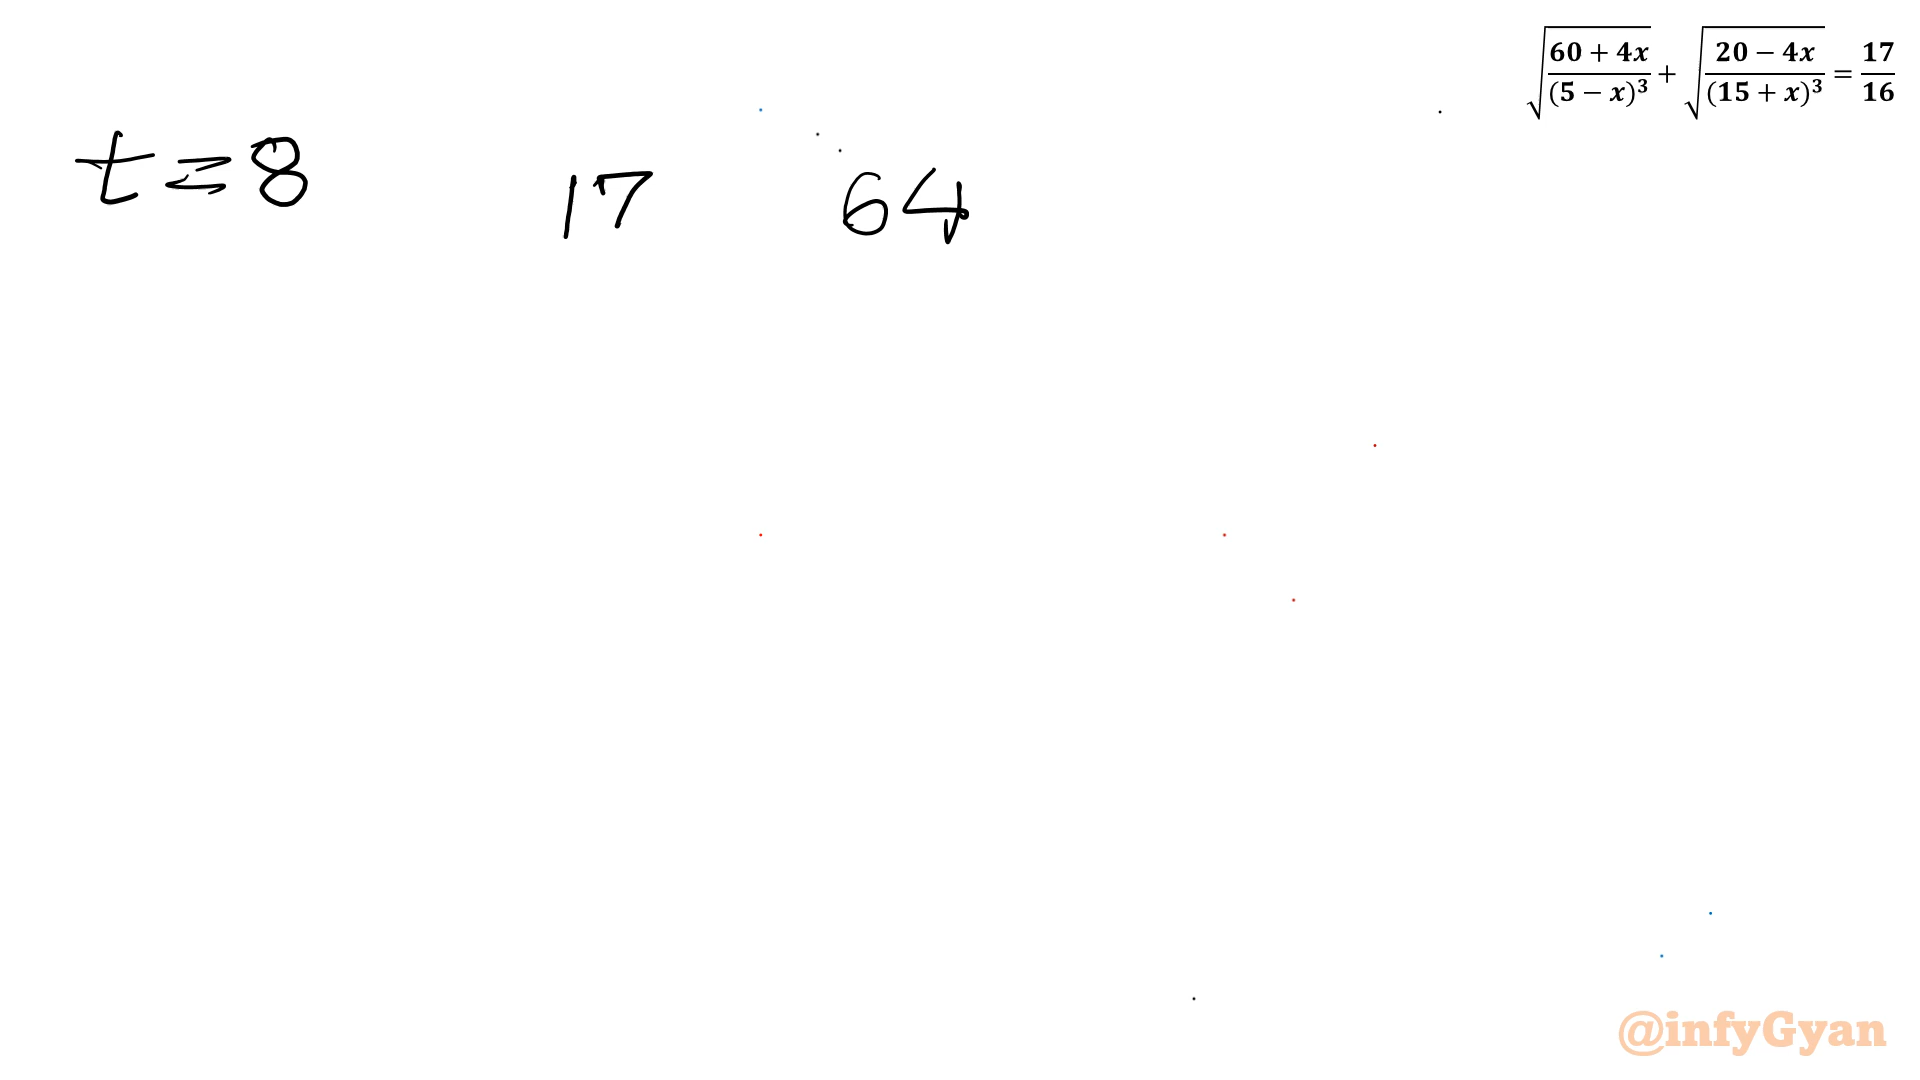 √((60 + 4x)/(5 − x)³) + √((20 − 4x)/(15 + x)³) = 17/16
t = 8
17 64
@infyGyan